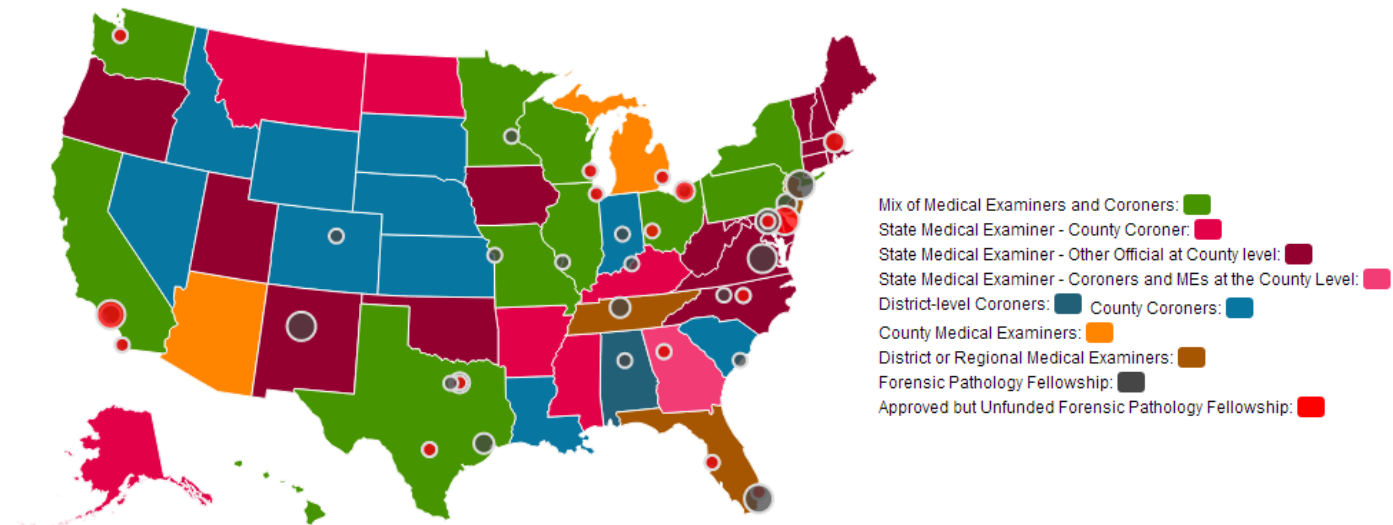 Mix of Medical Examiners and Coroners:
State Medical Examiner - County Coroner:
State Medical Examiner - Other Official at County level:
State Medical Examiner - Coroners and MEs at the County Level:
District-level Coroners: County Coroners:
County Medical Examiners:
District or Regional Medical Examiners:
Forensic Pathology Fellowship:
Approved but Unfunded Forensic Pathology Fellowship: